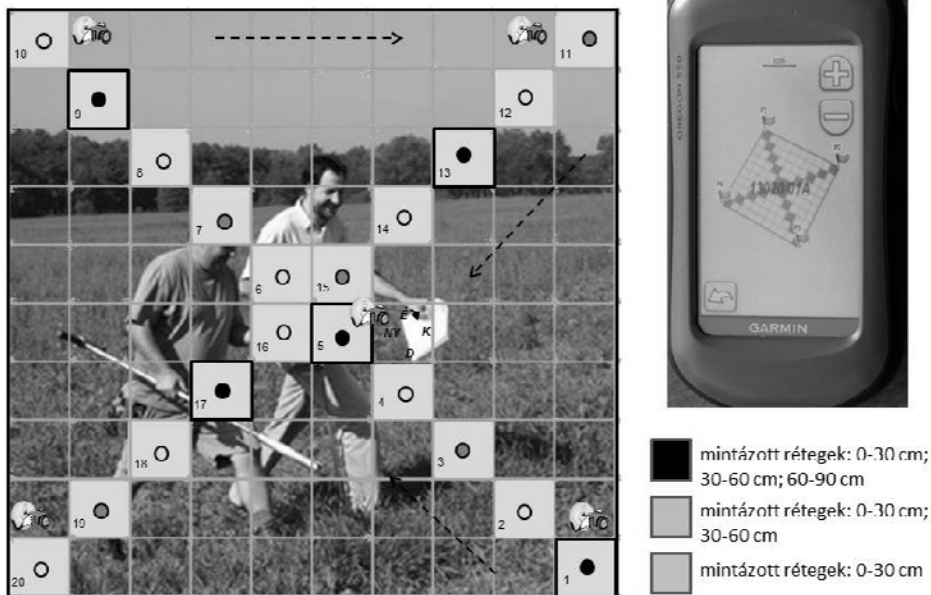 10
11
9
12
8
13
7
14
6
15
É
NY
K
D
16
5
17
4
18
3
19
2
20
1
OREGON 550
13020/01A
GARMIN
mintázott rétegek: 0-30 cm;
30-60 cm; 60-90 cm
mintázott rétegek: 0-30 cm;
30-60 cm
mintázott rétegek: 0-30 cm